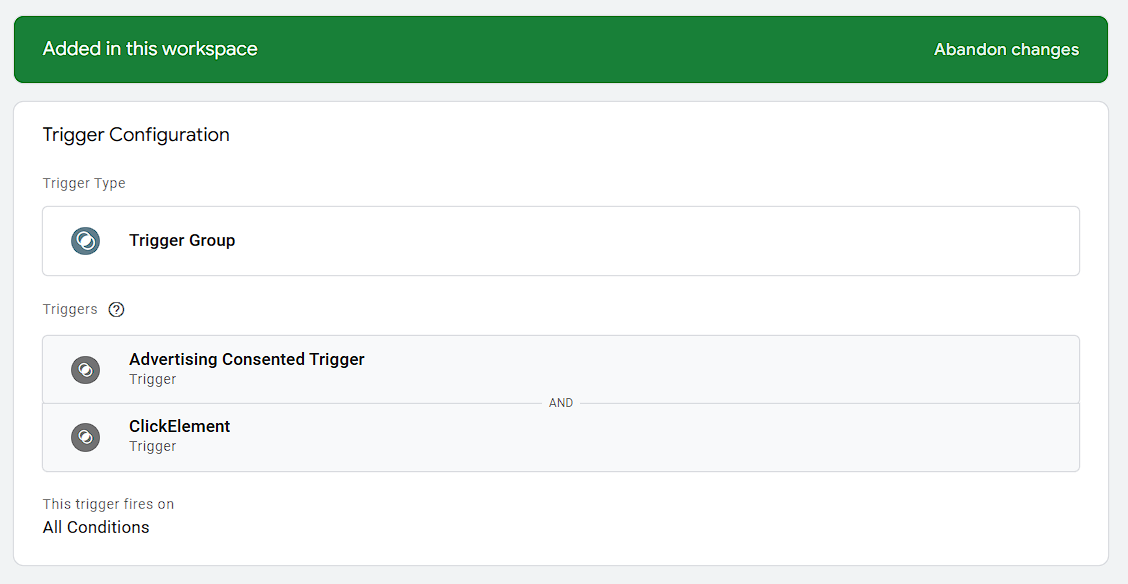 Added in this workspace
Abandon changes
Trigger Configuration
Trigger Type
Trigger Group
Triggers
Advertising Consented Trigger
Trigger
AND
ClickElement
Trigger
This trigger fires on
All Conditions